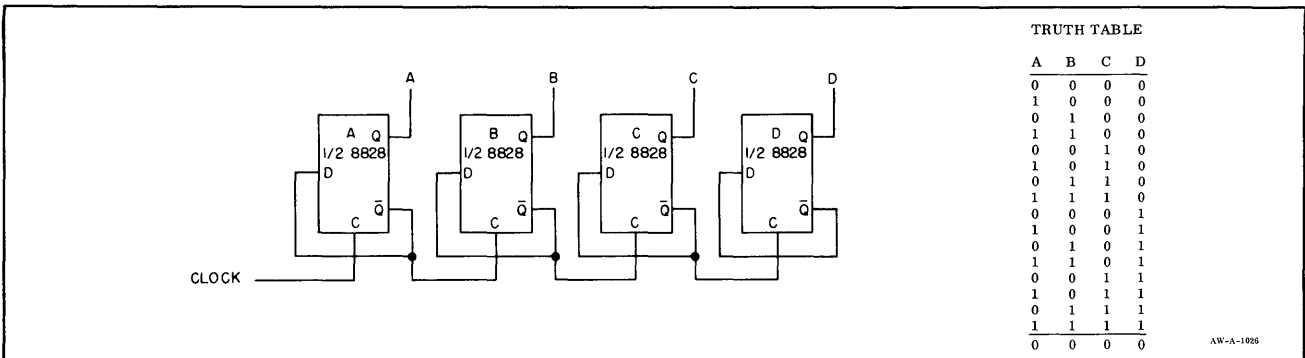 TRUTH TABLE
A B C D
0 0 0 0
1 0 0 0
0 1 0 0
1 1 0 0
0 0 1 0
1 0 1 0
0 1 1 0
1 1 1 0
0 0 0 1
1 0 0 1
0 1 0 1
1 1 0 1
0 0 1 1
1 0 1 1
0 1 1 1
1 1 1 1
0 0 0 0
A B C D
A Q B Q C Q D Q
1/2 8828 1/2 8828 1/2 8828 1/2 8828
D D D D
Q̅ Q̅ Q̅ Q̅
C C C C
CLOCK
AW-A-1026